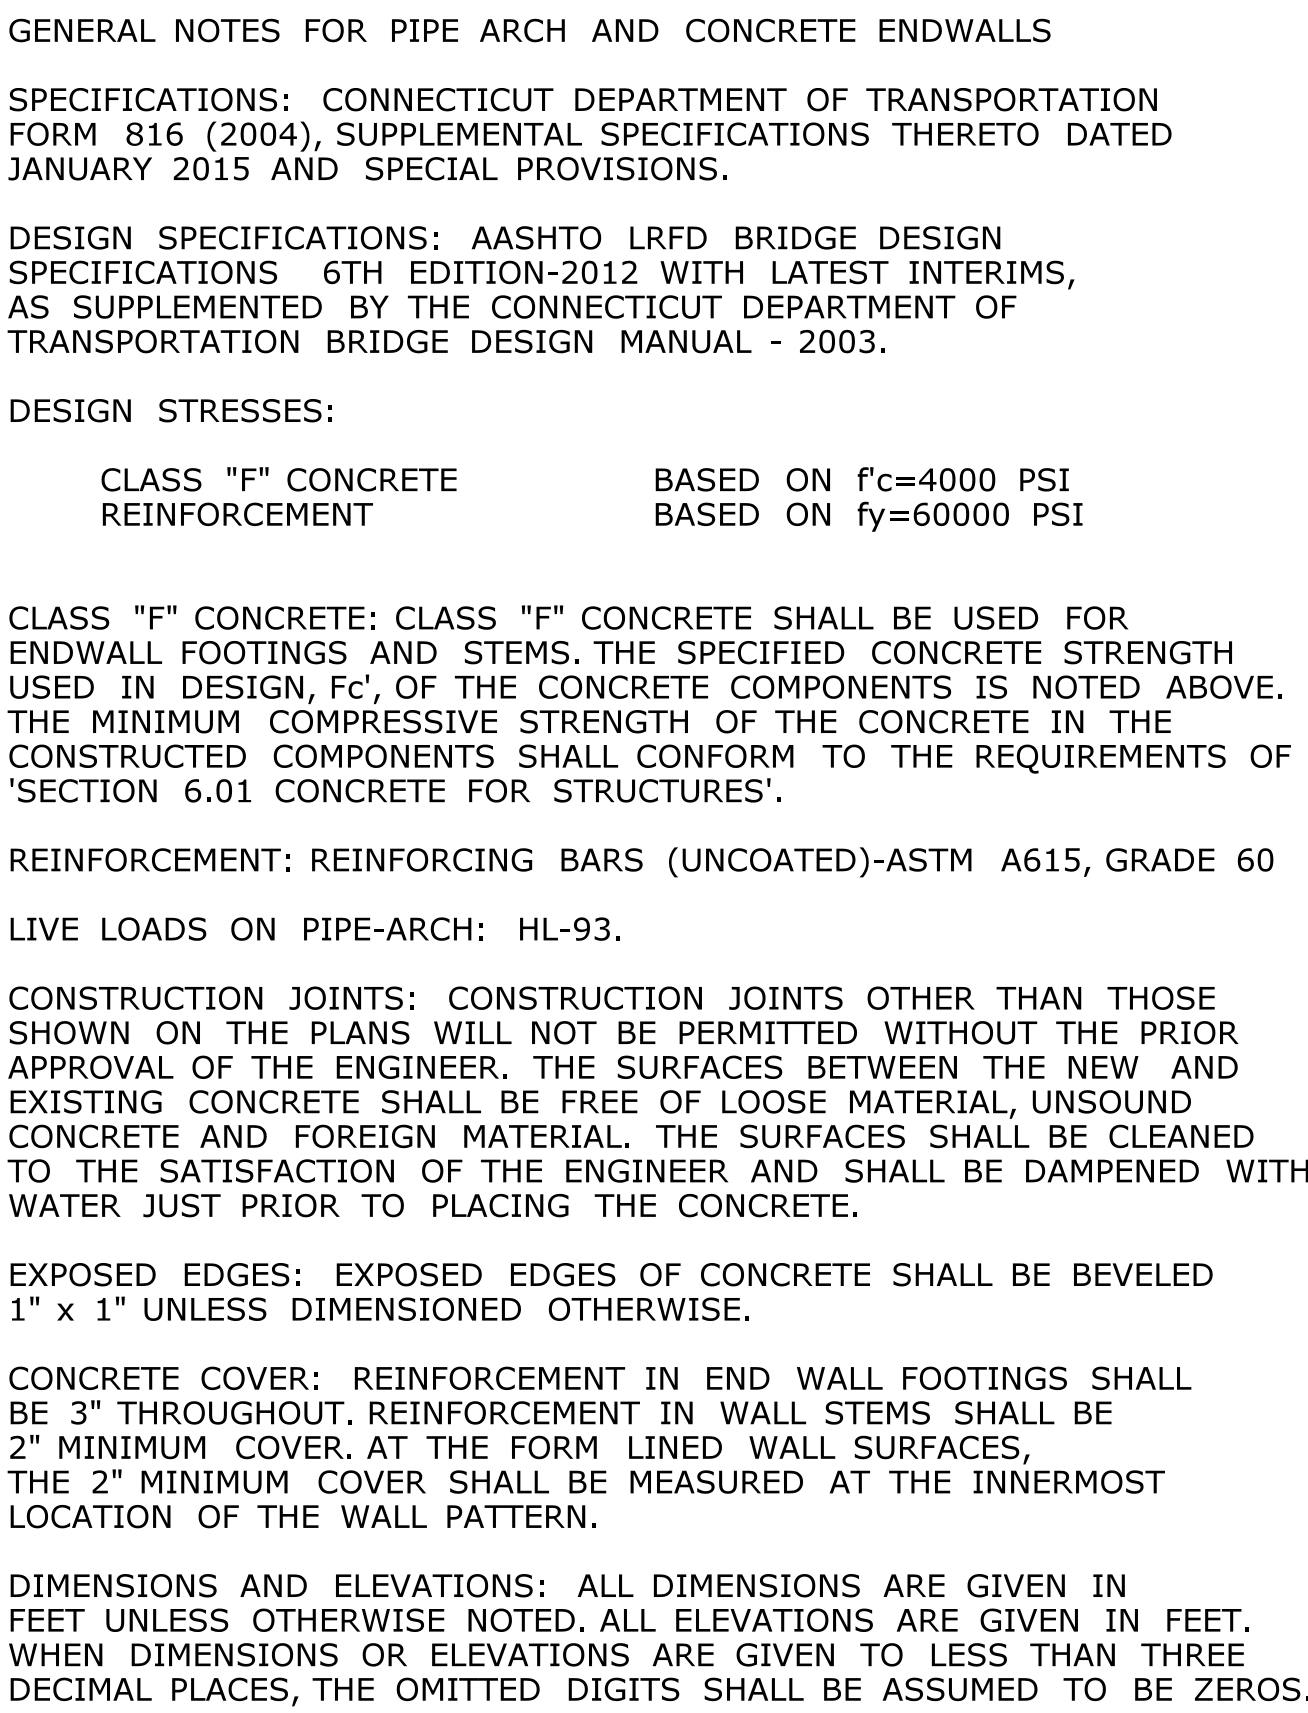 GENERAL NOTES FOR PIPE ARCH AND CONCRETE ENDWALLS
SPECIFICATIONS: CONNECTICUT DEPARTMENT OF TRANSPORTATION
FORM 816 (2004), SUPPLEMENTAL SPECIFICATIONS THERETO DATED
JANUARY 2015 AND SPECIAL PROVISIONS.
DESIGN SPECIFICATIONS: AASHTO LRFD BRIDGE DESIGN
SPECIFICATIONS 6TH EDITION-2012 WITH LATEST INTERIMS,
AS SUPPLEMENTED BY THE CONNECTICUT DEPARTMENT OF
TRANSPORTATION BRIDGE DESIGN MANUAL - 2003.
DESIGN STRESSES:
CLASS "F" CONCRETE BASED ON f'c=4000 PSI
REINFORCEMENT BASED ON fy=60000 PSI
CLASS "F" CONCRETE: CLASS "F" CONCRETE SHALL BE USED FOR
ENDWALL FOOTINGS AND STEMS. THE SPECIFIED CONCRETE STRENGTH
USED IN DESIGN, Fc', OF THE CONCRETE COMPONENTS IS NOTED ABOVE.
THE MINIMUM COMPRESSIVE STRENGTH OF THE CONCRETE IN THE
CONSTRUCTED COMPONENTS SHALL CONFORM TO THE REQUIREMENTS OF
'SECTION 6.01 CONCRETE FOR STRUCTURES'.
REINFORCEMENT: REINFORCING BARS (UNCOATED)-ASTM A615, GRADE 60
LIVE LOADS ON PIPE-ARCH: HL-93.
CONSTRUCTION JOINTS: CONSTRUCTION JOINTS OTHER THAN THOSE
SHOWN ON THE PLANS WILL NOT BE PERMITTED WITHOUT THE PRIOR
APPROVAL OF THE ENGINEER. THE SURFACES BETWEEN THE NEW AND
EXISTING CONCRETE SHALL BE FREE OF LOOSE MATERIAL, UNSOUND
CONCRETE AND FOREIGN MATERIAL. THE SURFACES SHALL BE CLEANED
TO THE SATISFACTION OF THE ENGINEER AND SHALL BE DAMPENED WITH
WATER JUST PRIOR TO PLACING THE CONCRETE.
EXPOSED EDGES: EXPOSED EDGES OF CONCRETE SHALL BE BEVELED
1" x 1" UNLESS DIMENSIONED OTHERWISE.
CONCRETE COVER: REINFORCEMENT IN END WALL FOOTINGS SHALL
BE 3" THROUGHOUT. REINFORCEMENT IN WALL STEMS SHALL BE
2" MINIMUM COVER. AT THE FORM LINED WALL SURFACES,
THE 2" MINIMUM COVER SHALL BE MEASURED AT THE INNERMOST
LOCATION OF THE WALL PATTERN.
DIMENSIONS AND ELEVATIONS: ALL DIMENSIONS ARE GIVEN IN
FEET UNLESS OTHERWISE NOTED. ALL ELEVATIONS ARE GIVEN IN FEET.
WHEN DIMENSIONS OR ELEVATIONS ARE GIVEN TO LESS THAN THREE
DECIMAL PLACES, THE OMITTED DIGITS SHALL BE ASSUMED TO BE ZEROS.